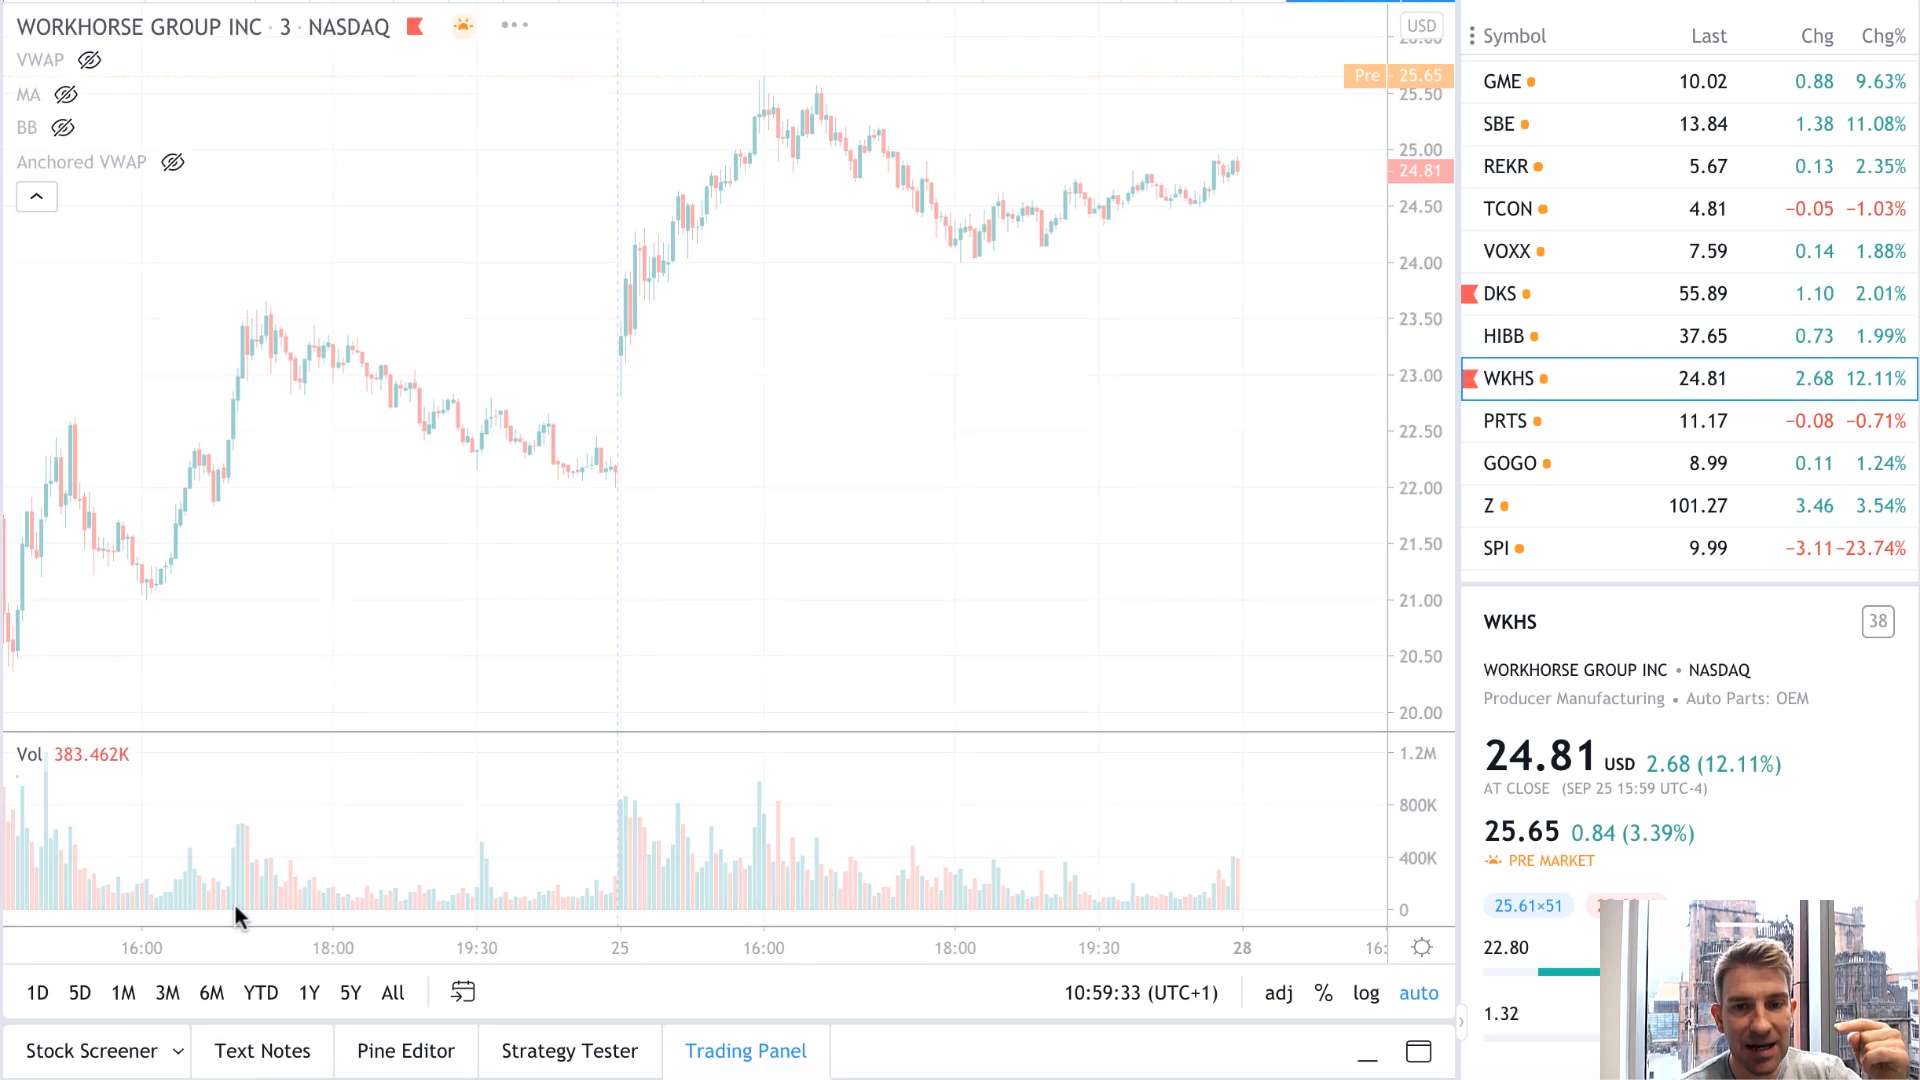 WORKHORSE GROUP INC · 3 · NASDAQ
VWAP
MA
BB
Anchored VWAP
USD
Pre 25.65
25.50
25.00
24.81
24.50
24.00
23.50
23.00
22.50
22.00
21.50
21.00
20.50
20.00
Vol 383.462K
1.2M
800K
400K
0
16:00 18:00 19:30 25 16:00 18:00 19:30 28 16:
1D 5D 1M 3M 6M YTD 1Y 5Y All
10:59:33 (UTC+1) adj % log auto
Stock Screener Text Notes Pine Editor Strategy Tester Trading Panel
Symbol Last Chg Chg%
GME 10.02 0.88 9.63%
SBE 13.84 1.38 11.08%
REKR 5.67 0.13 2.35%
TCON 4.81 −0.05 −1.03%
VOXX 7.59 0.14 1.88%
DKS 55.89 1.10 2.01%
HIBB 37.65 0.73 1.99%
WKHS 24.81 2.68 12.11%
PRTS 11.17 −0.08 −0.71%
GOGO 8.99 0.11 1.24%
Z 101.27 3.46 3.54%
SPI 9.99 −3.11 −23.74%
WKHS 38
WORKHORSE GROUP INC • NASDAQ
Producer Manufacturing • Auto Parts: OEM
24.81 USD 2.68 (12.11%)
AT CLOSE (SEP 25 15:59 UTC-4)
25.65 0.84 (3.39%)
PRE MARKET
25.61×51
22.80
1.32